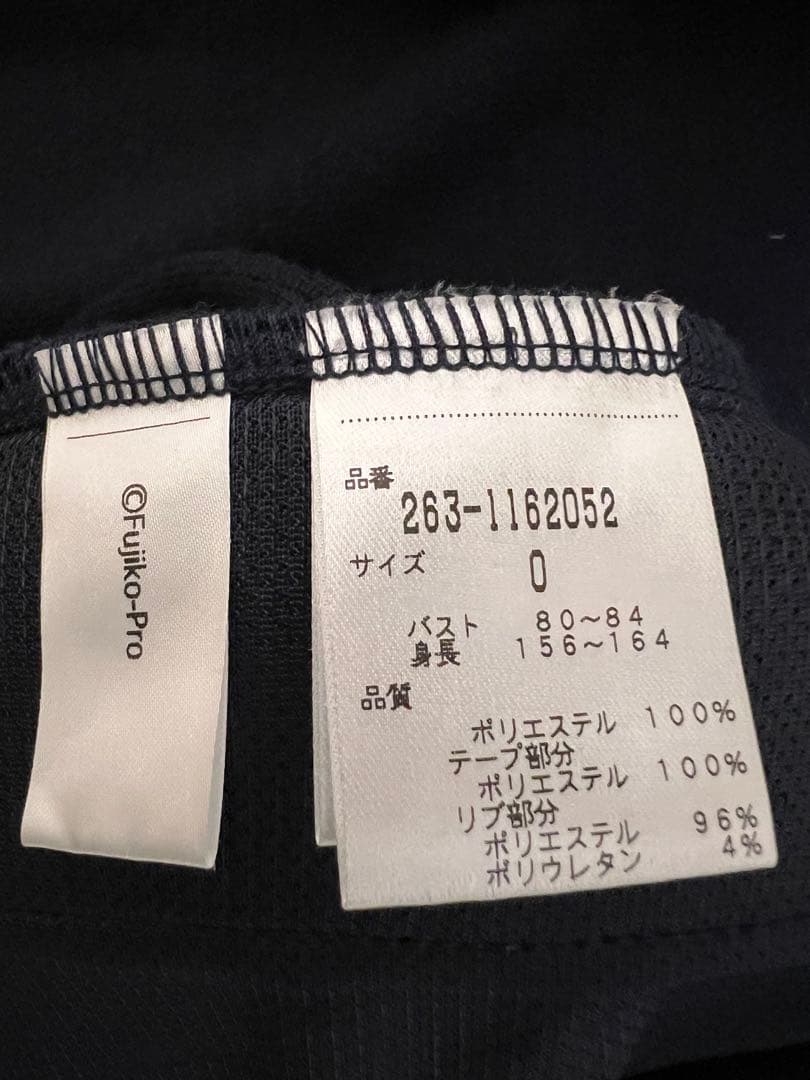 ©Fujiko-Pro
品番
263-1162052
サイズ 0
バスト 80~84
身長 156~164
品質
ポリエステル 100%
テープ部分
ポリエステル 100%
リブ部分
ポリエステル 96%
ポリウレタン 4%